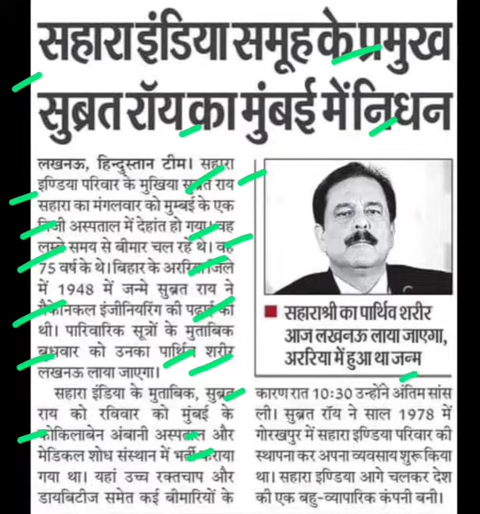 सहारा इंडिया समूह के प्रमुख
सुब्रत रॉय का मुंबई में निधन
लखनऊ, हिन्दुस्तान टीम। सहारा
इण्डिया परिवार के मुखिया सुब्रत राय
सहारा का मंगलवार को मुम्बई के एक
निजी अस्पताल में देहांत हो गया। वह
लम्बे समय से बीमार चल रहे थे। वह
75 वर्ष के थे। बिहार के अररिया जिले
में 1948 में जन्मे सुब्रत राय ने
मैकेनिकल इंजीनियरिंग की पढ़ाई की
थी। पारिवारिक सूत्रों के मुताबिक
बुधवार को उनका पार्थिव शरीर
लखनऊ लाया जाएगा।
सहारा इंडिया के मुताबिक, सुब्रत
राय को रविवार को मुंबई के
कोकिलाबेन अंबानी अस्पताल और
मेडिकल शोध संस्थान में भर्ती कराया
गया था। यहां उच्च रक्तचाप और
डायबिटीज समेत कई बीमारियों के
सहाराश्री का पार्थिव शरीर
आज लखनऊ लाया जाएगा,
अररिया में हुआ था जन्म
कारण रात 10:30 उन्होंने अंतिम सांस
ली। सुब्रत रॉय ने साल 1978 में
गोरखपुर में सहारा इण्डिया परिवार की
स्थापना कर अपना व्यवसाय शुरू किया
था। सहारा इण्डिया आगे चलकर देश
की एक बहु-व्यापारिक कंपनी बनी।